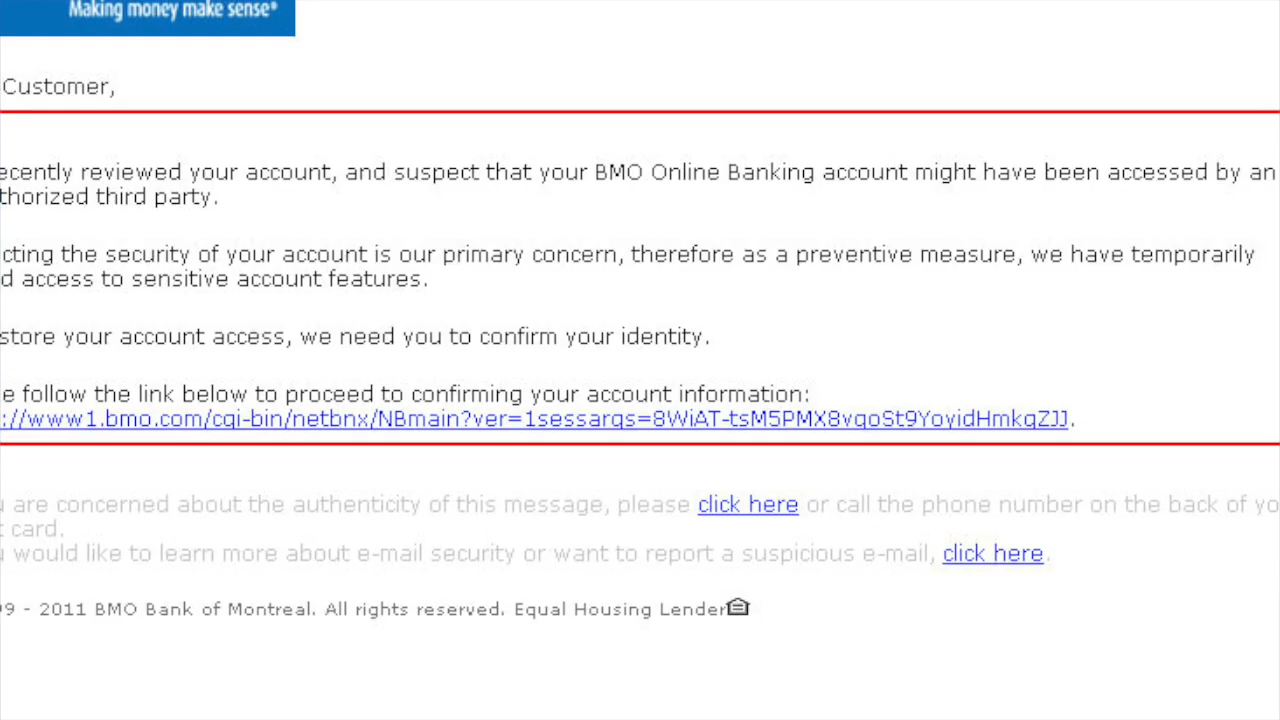 Making money make sense*
Customer,
ecently reviewed your account, and suspect that your BMO Online Banking account might have been accessed by an
thorized third party.
cting the security of your account is our primary concern, therefore as a preventive measure, we have temporarily
d access to sensitive account features.
store your account access, we need you to confirm your identity.
e follow the link below to proceed to confirming your account information:
://www1.bmo.com/cgi-bin/netbnx/NBmain?ver=1sessargs=8WiAT-tsM5PMX8vqoSt9YoyidHmkgZJJ.
u are concerned about the authenticity of this message, please click here or call the phone number on the back of yo
t card.
u would like to learn more about e-mail security or want to report a suspicious e-mail, click here.
99 - 2011 BMO Bank of Montreal. All rights reserved. Equal Housing Lender